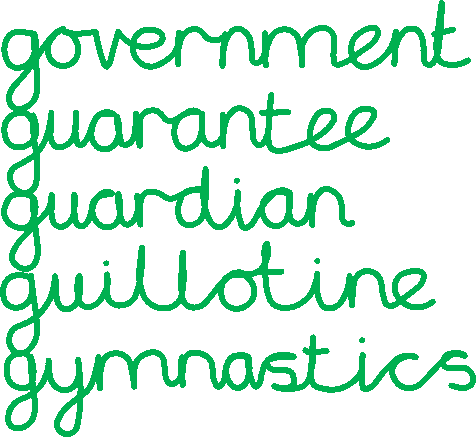 government
guarantee
guardian
guillotine
gymnastics